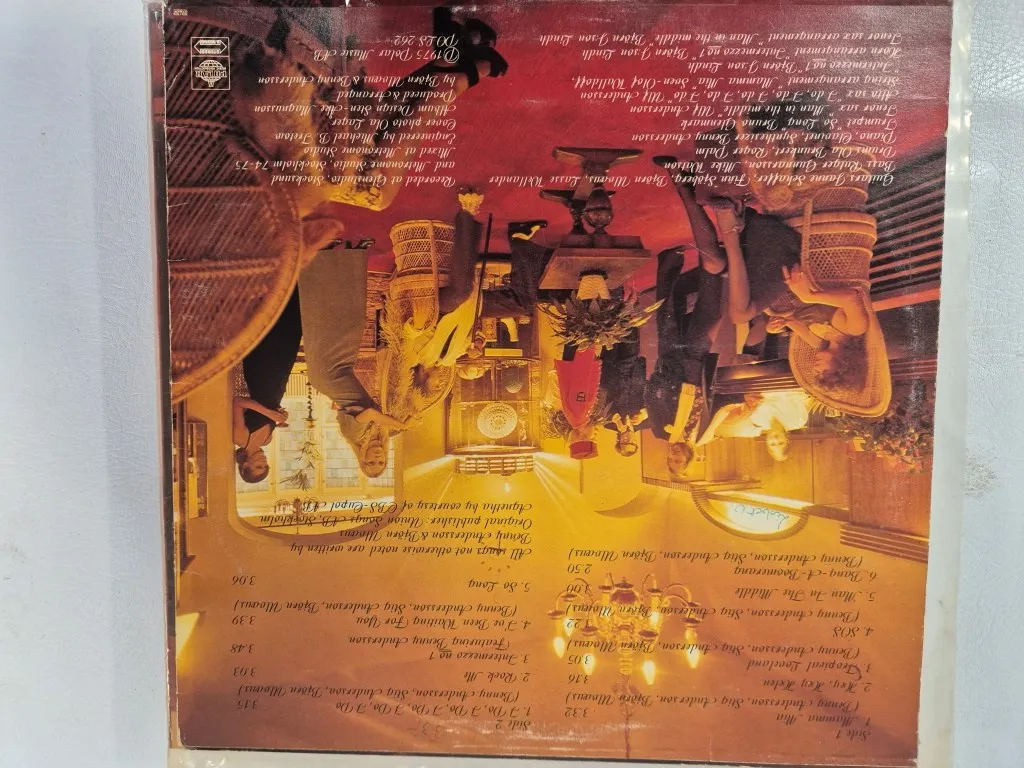 Side 1
1. Mamma Mia 3.32
(Benny Andersson, Stig Andersson, Björn Ulvaeus)
2. Hey, Hey Helen 3.16
3. Tropical Loveland 3.05
(Benny Andersson, Stig Andersson, Björn Ulvaeus)
4. SOS 3.22
(Benny Andersson, Stig Andersson, Björn Ulvaeus)
5. Man In The Middle 3.00
6. Bang-A-Boomerang 2.50
(Benny Andersson, Stig Andersson, Björn Ulvaeus)
Side 2
1. I Do, I Do, I Do, I Do, I Do 3.15
(Benny Andersson, Stig Andersson, Björn Ulvaeus)
2. Rock Me 3.03
3. Intermezzo no 1 3.48
Featuring Benny Andersson
4. I've Been Waiting For You 3.39
(Benny Andersson, Stig Andersson, Björn Ulvaeus)
5. So Long 3.06
All songs not otherwise noted are written by
Benny Andersson & Björn Ulvaeus
Original publisher: Union Songs AB, Stockholm
Agnetha by courtesy of CBS-Cupol AB
Guitars Janne Schaffer, Finn Sjöberg, Björn Ulvaeus, Lasse Wellander
Bass Rutger Gunnarsson, Mike Watson
Drums Ola Brunkert, Roger Palm
Piano, Clavinet, Synthesizer Benny Andersson
Trumpet "So Long" Bruno Glenmark
Tenor sax "Man in the middle" Ulf Andersson
Alto sax "I do, I do, I do, I do, I do" Ulf Andersson
String arrangement "Mamma Mia" Sven-Olof Walldoff,
"Intermezzo no 1" Björn J:son Lindh
Horn arrangement "Intermezzo no 1" Björn J:son Lindh
Tenor sax arrangement "Man in the middle" Björn J:son Lindh
Recorded at Glenstudio, Stocksund
and Metronome Studio, Stockholm 74-75
Mixed at Metronome Studio
Engineered by Michael B. Tretow
Cover photo Ola Lager
Album Design Sten-Åke Magnusson
Produced & Arranged
by Björn Ulvaeus & Benny Andersson
Ⓟ 1975 Polar Music AB
POLS 262